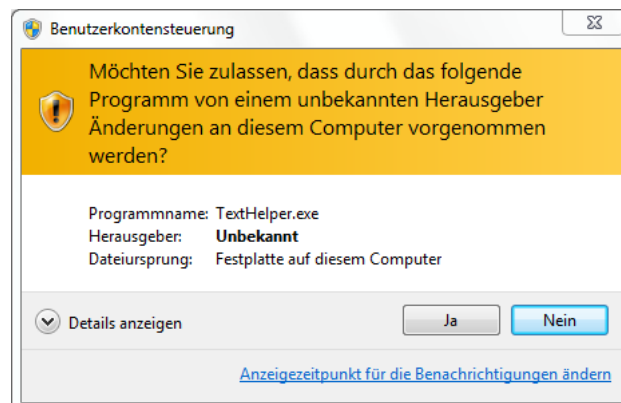 Benutzerkontensteuerung
Möchten Sie zulassen, dass durch das folgende
Programm von einem unbekannten Herausgeber
Änderungen an diesem Computer vorgenommen
werden?
Programmname: TextHelper.exe
Herausgeber: Unbekannt
Dateiursprung: Festplatte auf diesem Computer
Details anzeigen Ja Nein
Anzeigezeitpunkt für die Benachrichtigungen ändern